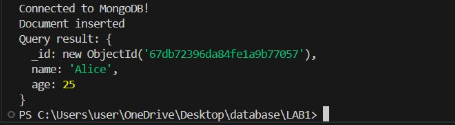 Connected to MongoDB!
Document inserted
Query result: {
  _id: new ObjectId('67db72396da84fe1a9b77057'),
  name: 'Alice',
  age: 25
}
PS C:\Users\user\OneDrive\Desktop\database\LAB1>